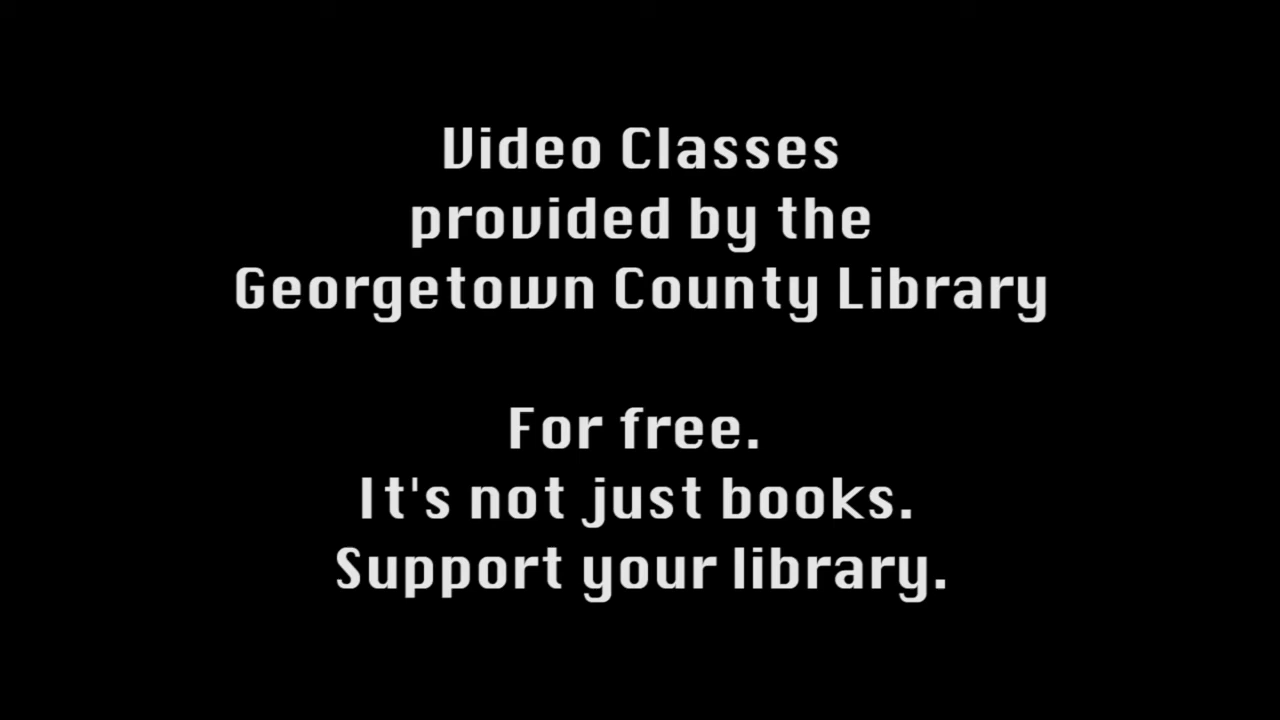 Video Classes
provided by the
Georgetown County Library
For free.
It's not just books.
Support your library.